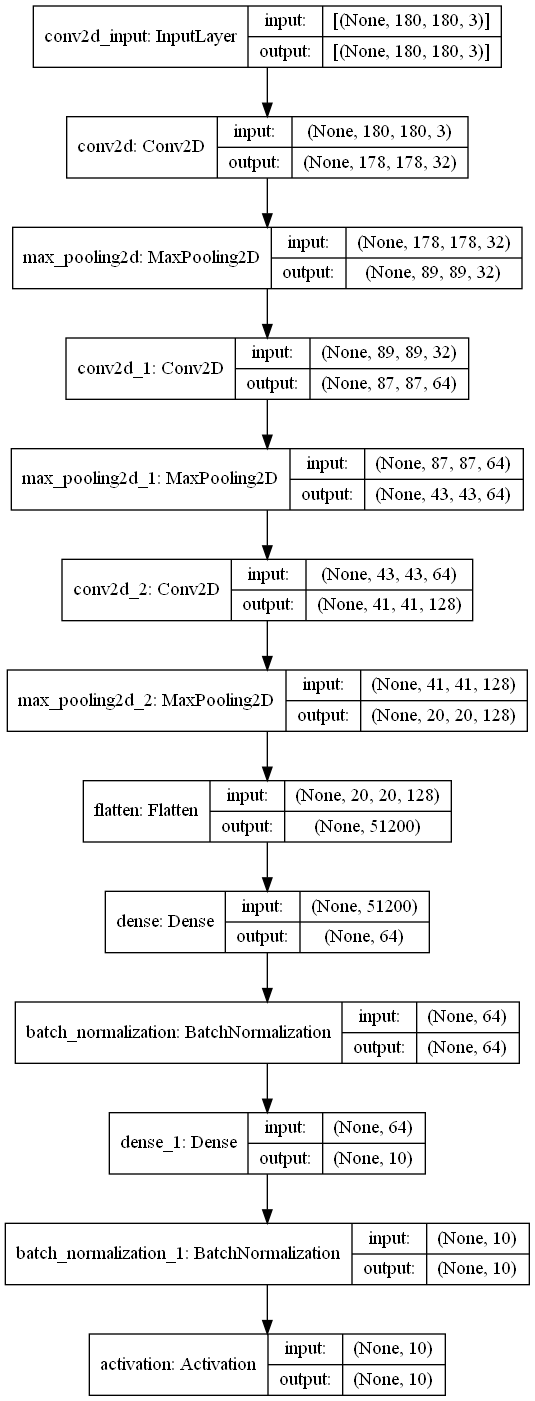 conv2d_input: InputLayer
input:
[(None, 180, 180, 3)]
output:
[(None, 180, 180, 3)]
conv2d: Conv2D
input:
(None, 180, 180, 3)
output:
(None, 178, 178, 32)
max_pooling2d: MaxPooling2D
input:
(None, 178, 178, 32)
output:
(None, 89, 89, 32)
conv2d_1: Conv2D
input:
(None, 89, 89, 32)
output:
(None, 87, 87, 64)
max_pooling2d_1: MaxPooling2D
input:
(None, 87, 87, 64)
output:
(None, 43, 43, 64)
conv2d_2: Conv2D
input:
(None, 43, 43, 64)
output:
(None, 41, 41, 128)
max_pooling2d_2: MaxPooling2D
input:
(None, 41, 41, 128)
output:
(None, 20, 20, 128)
flatten: Flatten
input:
(None, 20, 20, 128)
output:
(None, 51200)
dense: Dense
input:
(None, 51200)
output:
(None, 64)
batch_normalization: BatchNormalization
input:
(None, 64)
output:
(None, 64)
dense_1: Dense
input:
(None, 64)
output:
(None, 10)
batch_normalization_1: BatchNormalization
input:
(None, 10)
output:
(None, 10)
activation: Activation
input:
(None, 10)
output:
(None, 10)